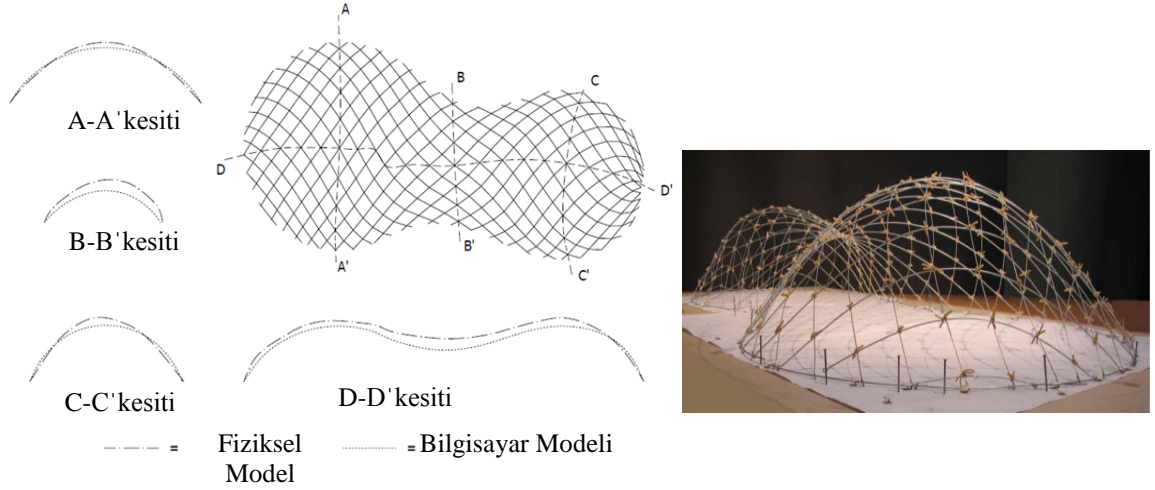 A
B
C
A-A'kesiti
D
D'
B-B'kesiti
B'
A'
C'
C-C'kesiti
D-D'kesiti
= Fiziksel Model
= Bilgisayar Modeli